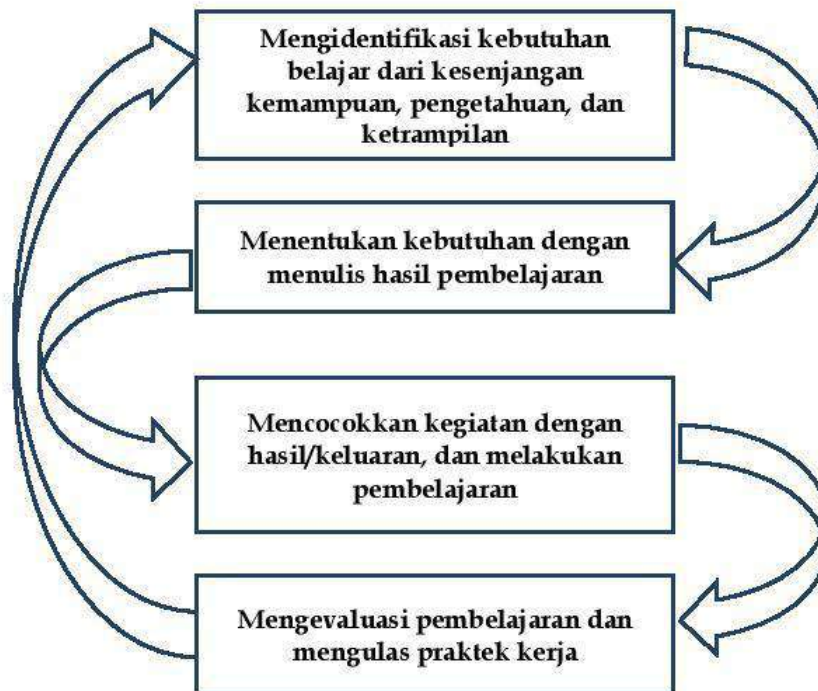 Mengidentifikasi kebutuhan
belajar dari kesenjangan
kemampuan, pengetahuan, dan
ketrampilan
Menentukan kebutuhan dengan
menulis hasil pembelajaran
Mencocokkan kegiatan dengan
hasil/keluaran, dan melakukan
pembelajaran
Mengevaluasi pembelajaran dan
mengulas praktek kerja